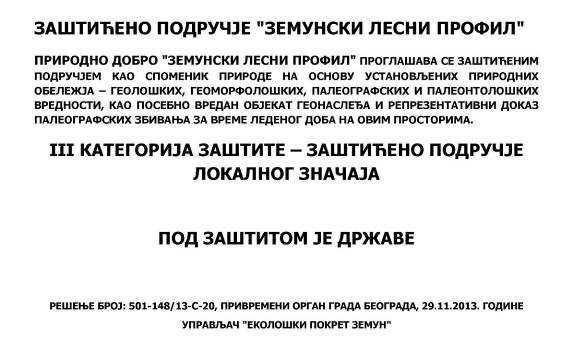 ЗАШТИЋЕНО ПОДРУЧЈЕ "ЗЕМУНСКИ ЛЕСНИ ПРОФИЛ"
ПРИРОДНО ДОБРО "ЗЕМУНСКИ ЛЕСНИ ПРОФИЛ" ПРОГЛАШАВА СЕ ЗАШТИЋЕНИМ
ПОДРУЧЈЕМ КАО СПОМЕНИК ПРИРОДЕ НА ОСНОВУ УСТАНОВЉЕНИХ ПРИРОДНИХ
ОБЕЛЕЖЈА – ГЕОЛОШКИХ, ГЕОМОРФОЛОШКИХ, ПАЛЕОГРАФСКИХ И ПАЛЕОНТОЛОШКИХ
ВРЕДНОСТИ, КАО ПОСЕБНО ВРЕДАН ОБЈЕКАТ ГЕОНАСЛЕЂА И РЕПРЕЗЕНТАТИВНИ ДОКАЗ
ПАЛЕОГРАФСКИХ ЗБИВАЊА ЗА ВРЕМЕ ЛЕДЕНОГ ДОБА НА ОВИМ ПРОСТОРИМА.
III КАТЕГОРИЈА ЗАШТИТЕ – ЗАШТИЋЕНО ПОДРУЧЈЕ
ЛОКАЛНОГ ЗНАЧАЈА
ПОД ЗАШТИТОМ ЈЕ ДРЖАВЕ
РЕШЕЊЕ БРОЈ: 501-148/13-С-20, ПРИВРЕМЕНИ ОРГАН ГРАДА БЕОГРАДА, 29.11.2013. ГОДИНЕ
УПРАВЉАЧ "ЕКОЛОШКИ ПОКРЕТ ЗЕМУН"